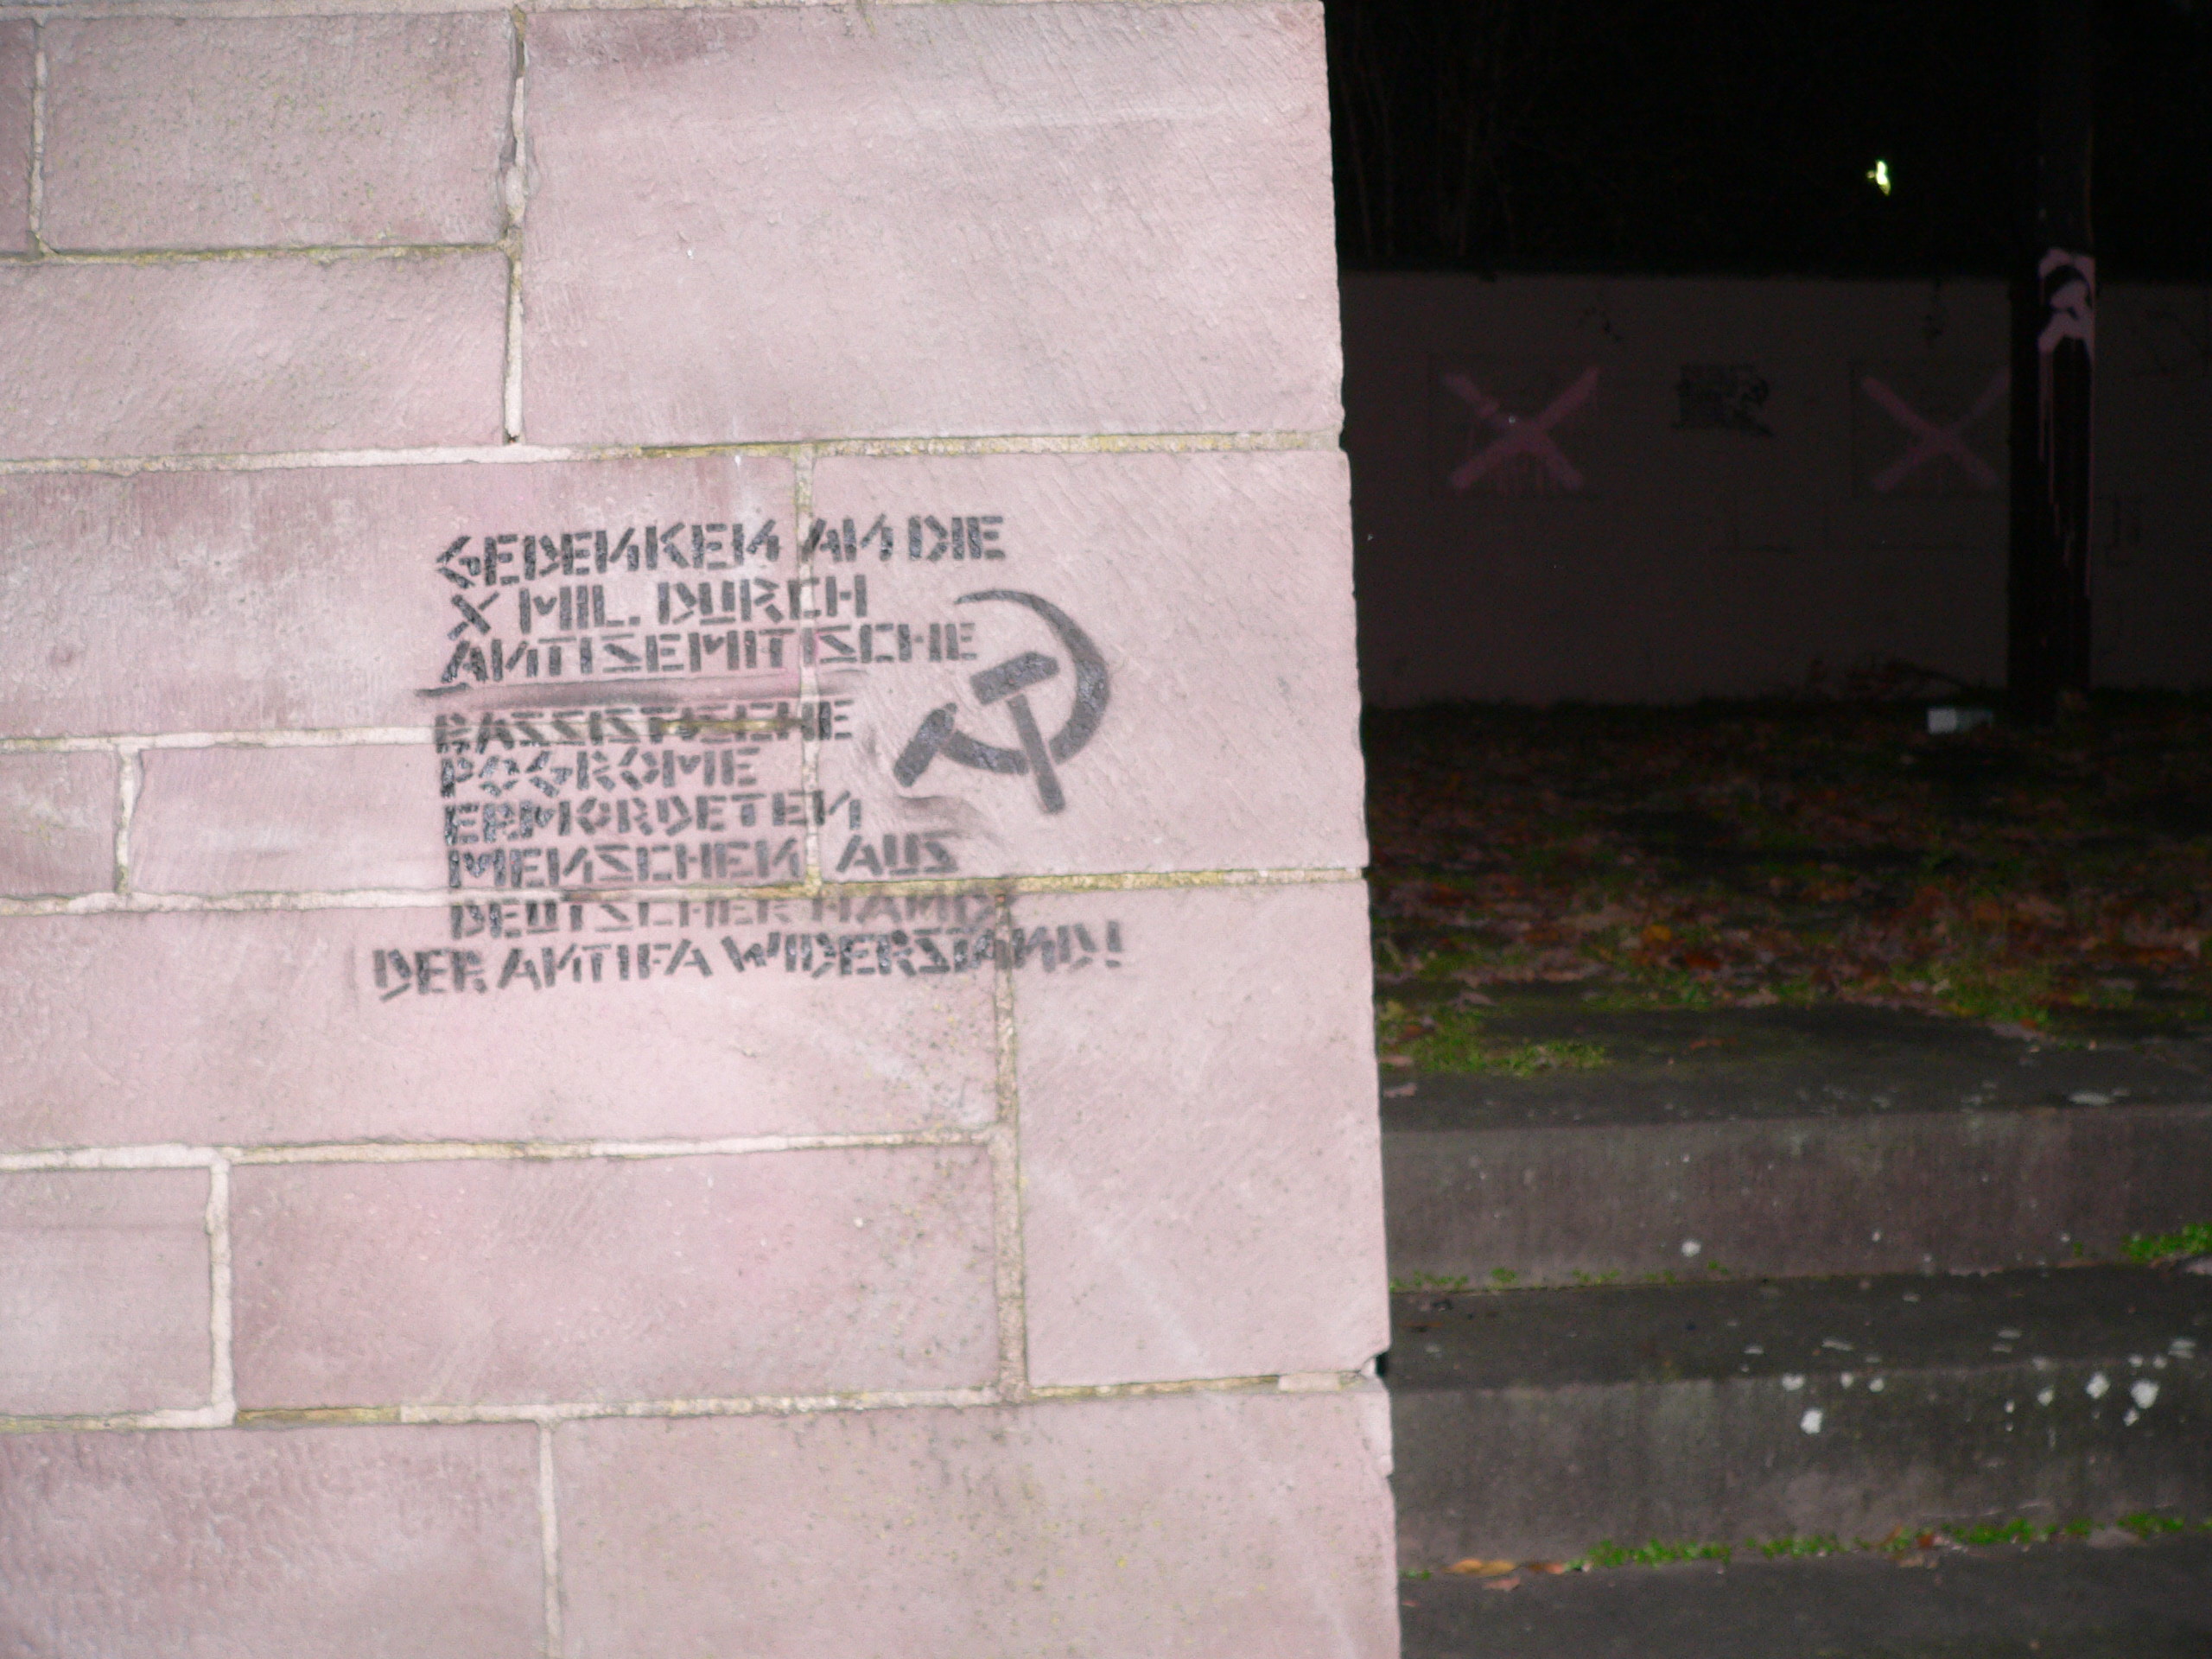 GEDENKEN AN DIE
X MIL. DURCH
ANTISEMITISCHE
RASSISTISCHE
POGROME
ERMORDETEN
MENSCHEN AUS
DEUTSCHER HAND
DER ANTIFA WIDERSTAND!